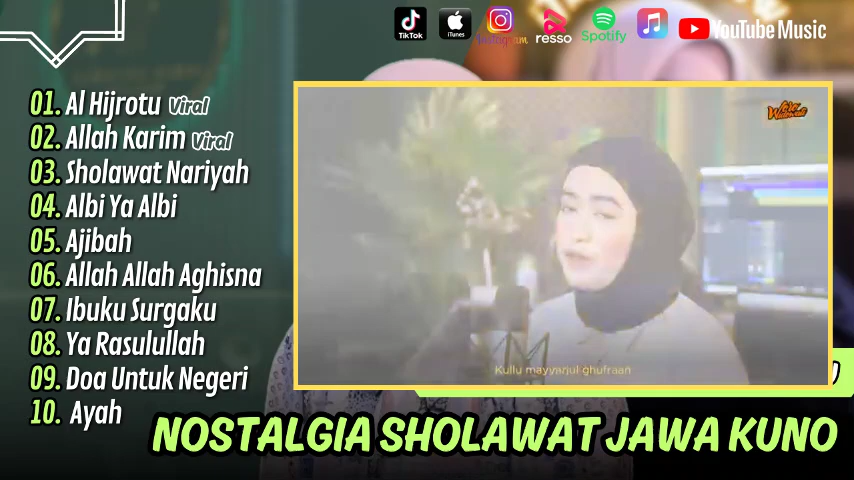 TikTok
iTunes
Instagram
resso
Spotify
YouTube Music
01. Al Hijrotu Viral
02. Allah Karim Viral
03. Sholawat Nariyah
04. Albi Ya Albi
05. Ajibah
06. Allah Allah Aghisna
07. Ibuku Surgaku
08. Ya Rasulullah
09. Doa Untuk Negeri
10. Ayah
Kullu mayyarjul ghufraan
NOSTALGIA SHOLAWAT JAWA KUNO